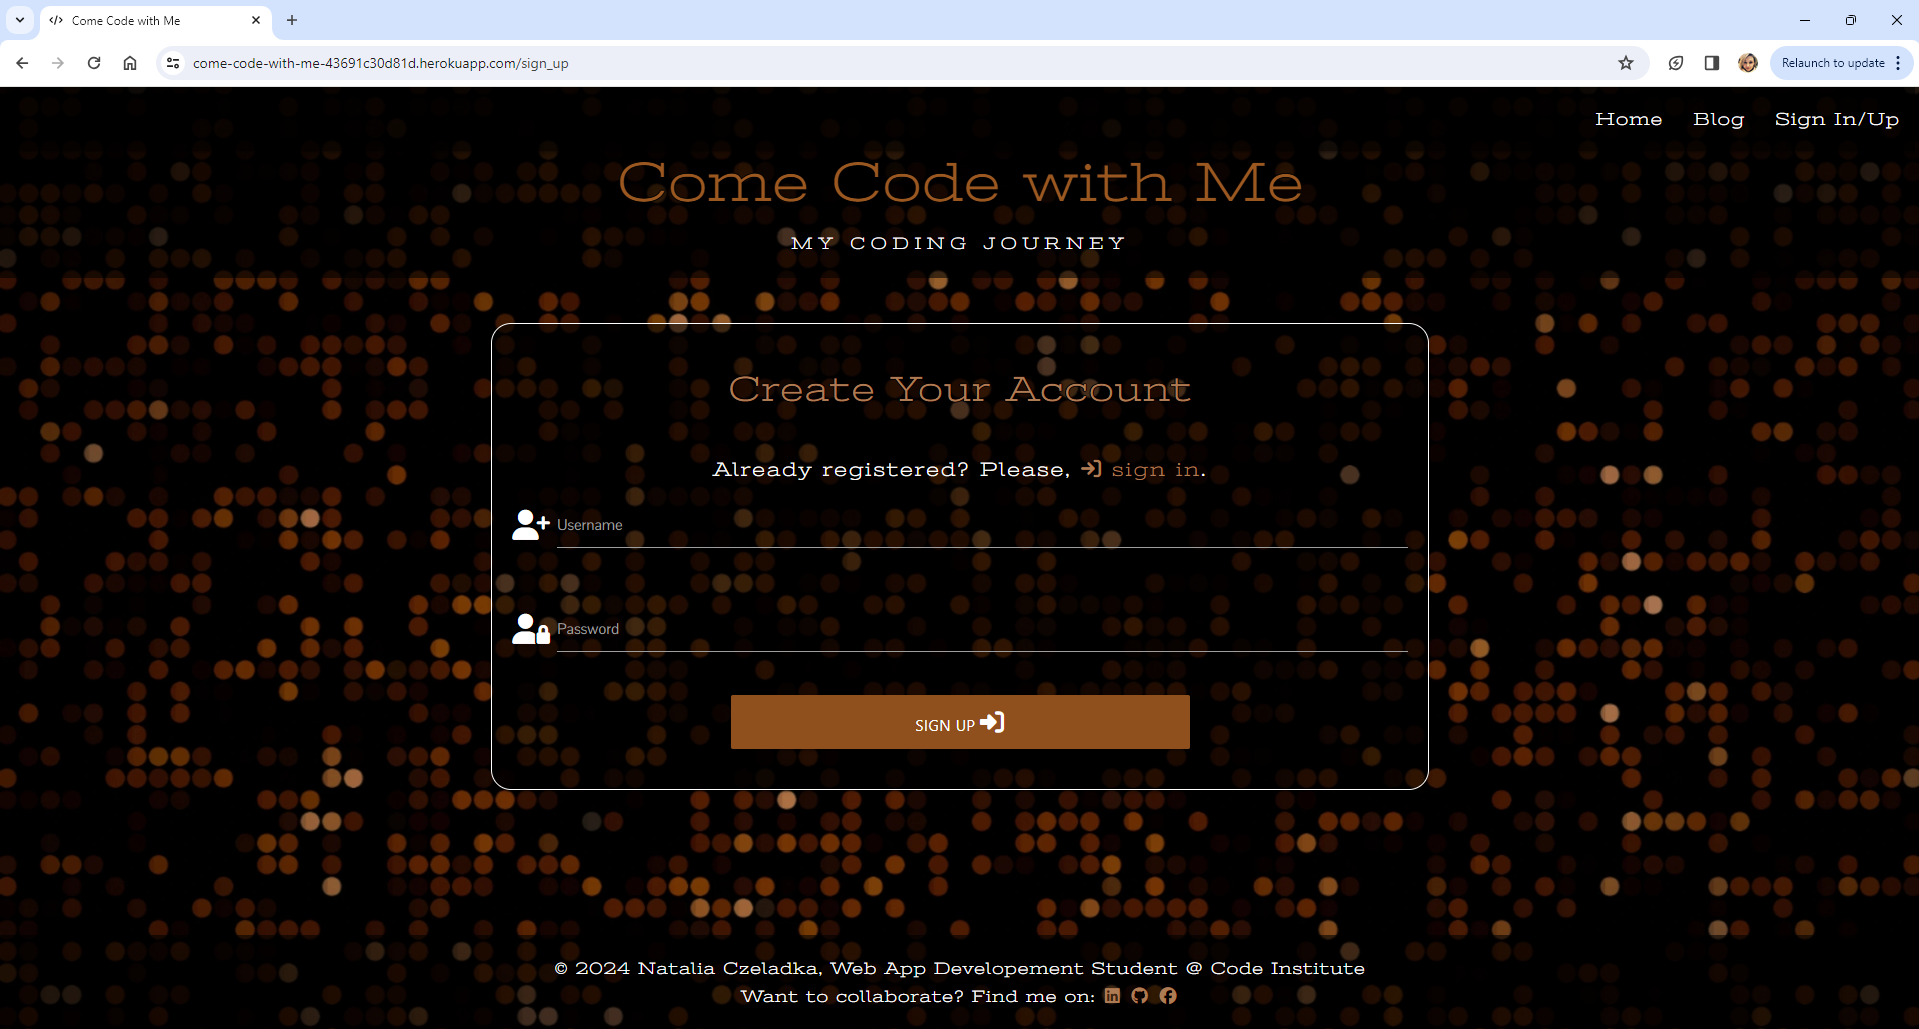 Come Code with Me
come-code-with-me-43691c30d81d.herokuapp.com/sign_up
Relaunch to update
Home Blog Sign In/Up
Come Code with Me
MY CODING JOURNEY
Create Your Account
Already registered? Please, sign in.
Username
Password
SIGN UP
© 2024 Natalia Czeladka, Web App Developement Student @ Code Institute
Want to collaborate? Find me on: